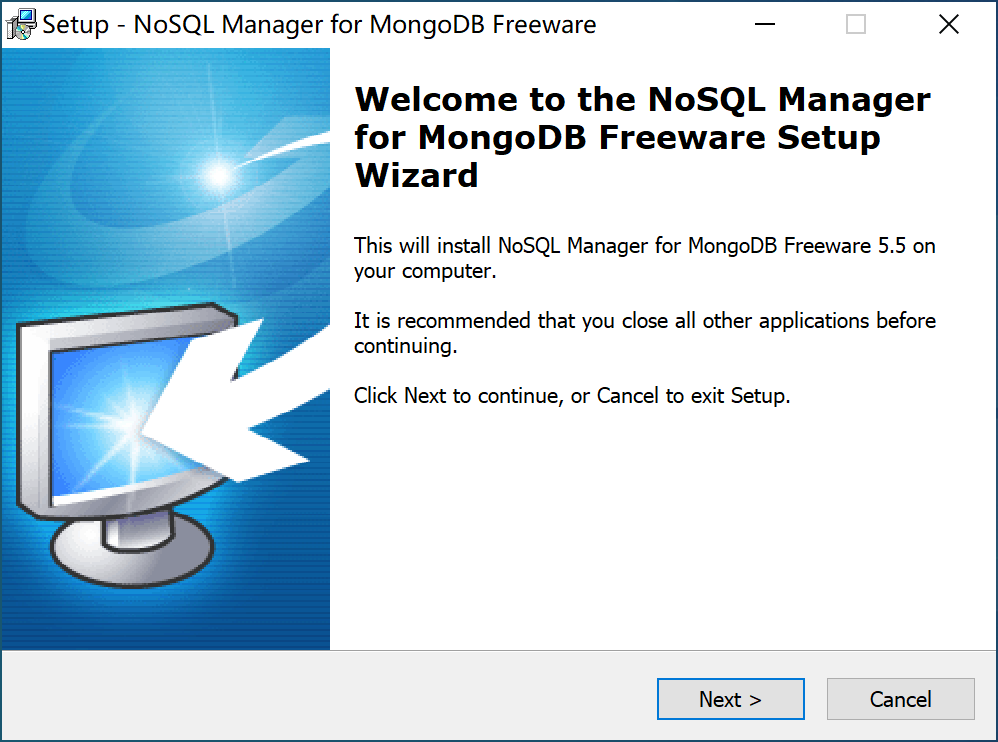 Setup - NoSQL Manager for MongoDB Freeware
Welcome to the NoSQL Manager
for MongoDB Freeware Setup
Wizard
This will install NoSQL Manager for MongoDB Freeware 5.5 on
your computer.
It is recommended that you close all other applications before
continuing.
Click Next to continue, or Cancel to exit Setup.
Next >
Cancel